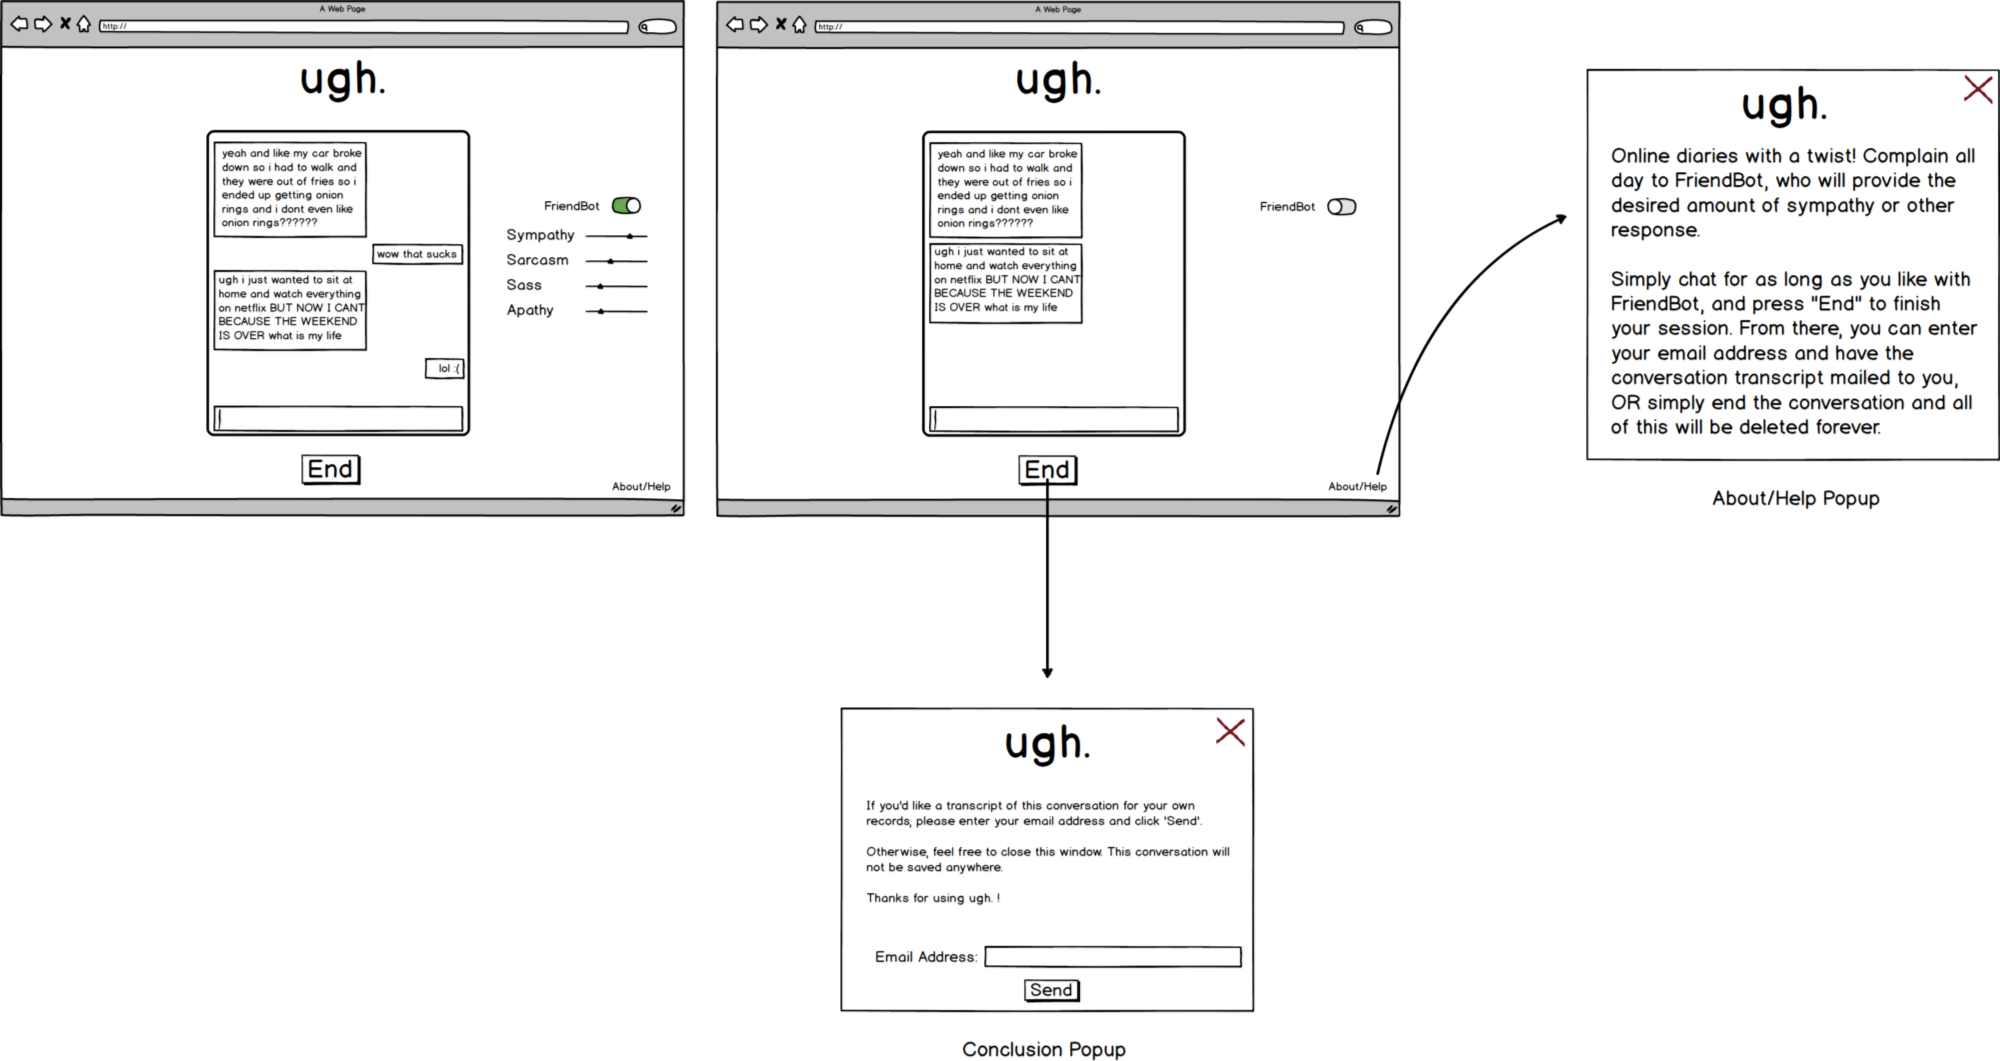 A Web Page
http://
ugh.
yeah and like my car broke
down so i had to walk and
they were out of fries so i
ended up getting onion
rings and i dont even like
onion rings??????
wow that sucks
ugh i just wanted to sit at
home and watch everything
on netflix BUT NOW I CANT
BECAUSE THE WEEKEND
IS OVER what is my life
lol :(
FriendBot
Sympathy
Sarcasm
Sass
Apathy
End
About/Help
A Web Page
http://
ugh.
yeah and like my car broke
down so i had to walk and
they were out of fries so i
ended up getting onion
rings and i dont even like
onion rings??????
ugh i just wanted to sit at
home and watch everything
on netflix BUT NOW I CANT
BECAUSE THE WEEKEND
IS OVER what is my life
FriendBot
End
About/Help
ugh.
Online diaries with a twist! Complain all
day to FriendBot, who will provide the
desired amount of sympathy or other
response.
Simply chat for as long as you like with
FriendBot, and press "End" to finish
your session. From there, you can enter
your email address and have the
conversation transcript mailed to you,
OR simply end the conversation and all
of this will be deleted forever.
About/Help Popup
ugh.
If you'd like a transcript of this conversation for your own
records, please enter your email address and click 'Send'.
Otherwise, feel free to close this window. This conversation will
not be saved anywhere.
Thanks for using ugh. !
Email Address:
Send
Conclusion Popup